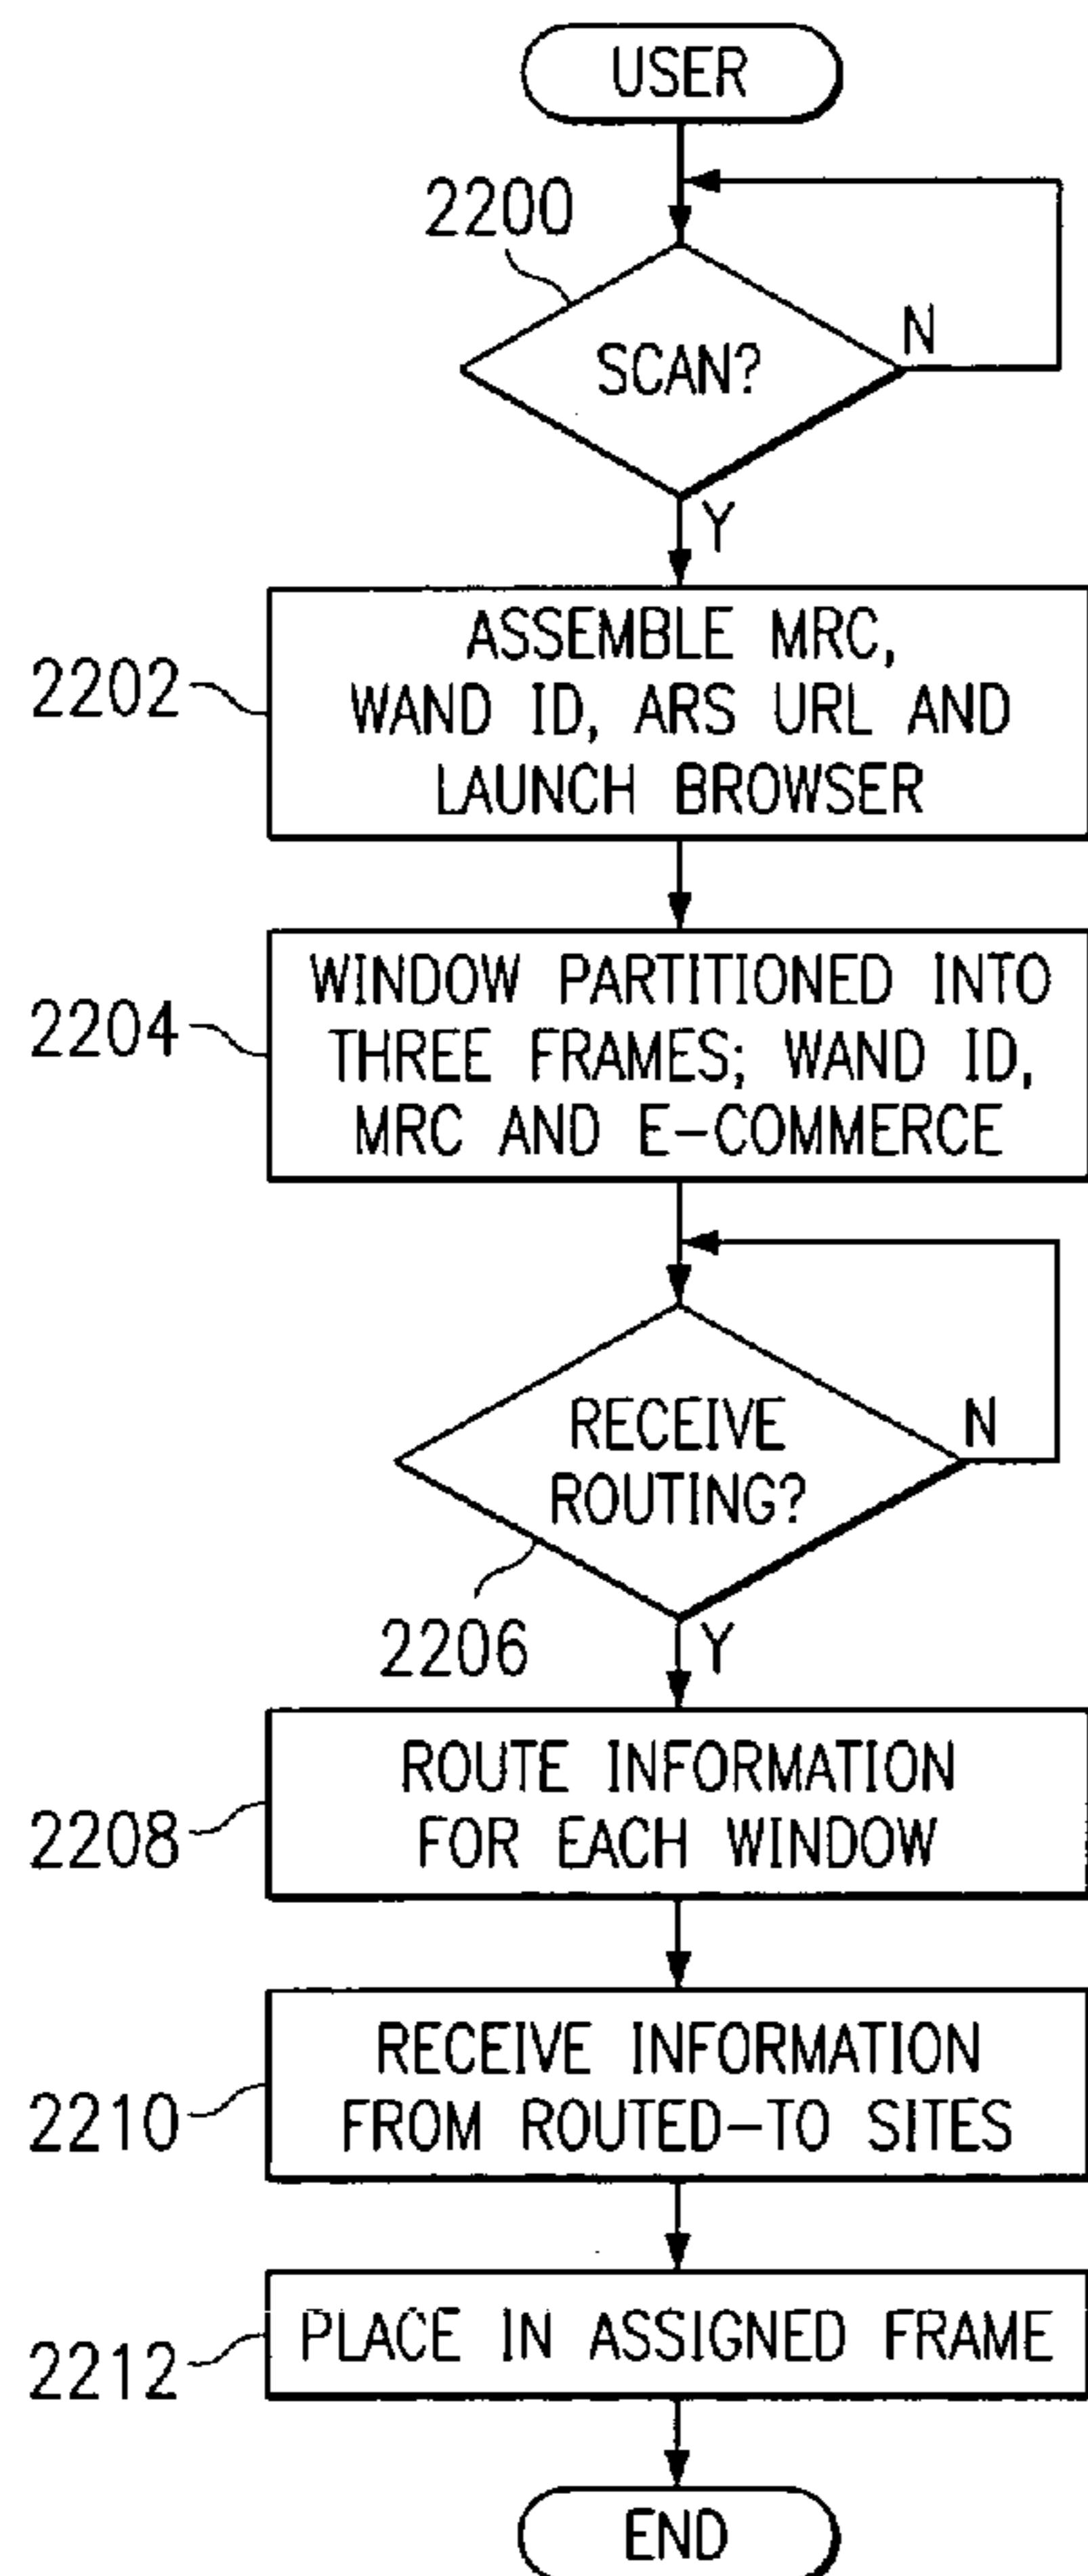 USER
2200
SCAN?
N
Y
2202
ASSEMBLE MRC,
WAND ID, ARS URL AND
LAUNCH BROWSER
2204
WINDOW PARTITIONED INTO
THREE FRAMES; WAND ID,
MRC AND E-COMMERCE
RECEIVE
ROUTING?
N
2206
Y
2208
ROUTE INFORMATION
FOR EACH WINDOW
2210
RECEIVE INFORMATION
FROM ROUTED-TO SITES
2212
PLACE IN ASSIGNED FRAME
END